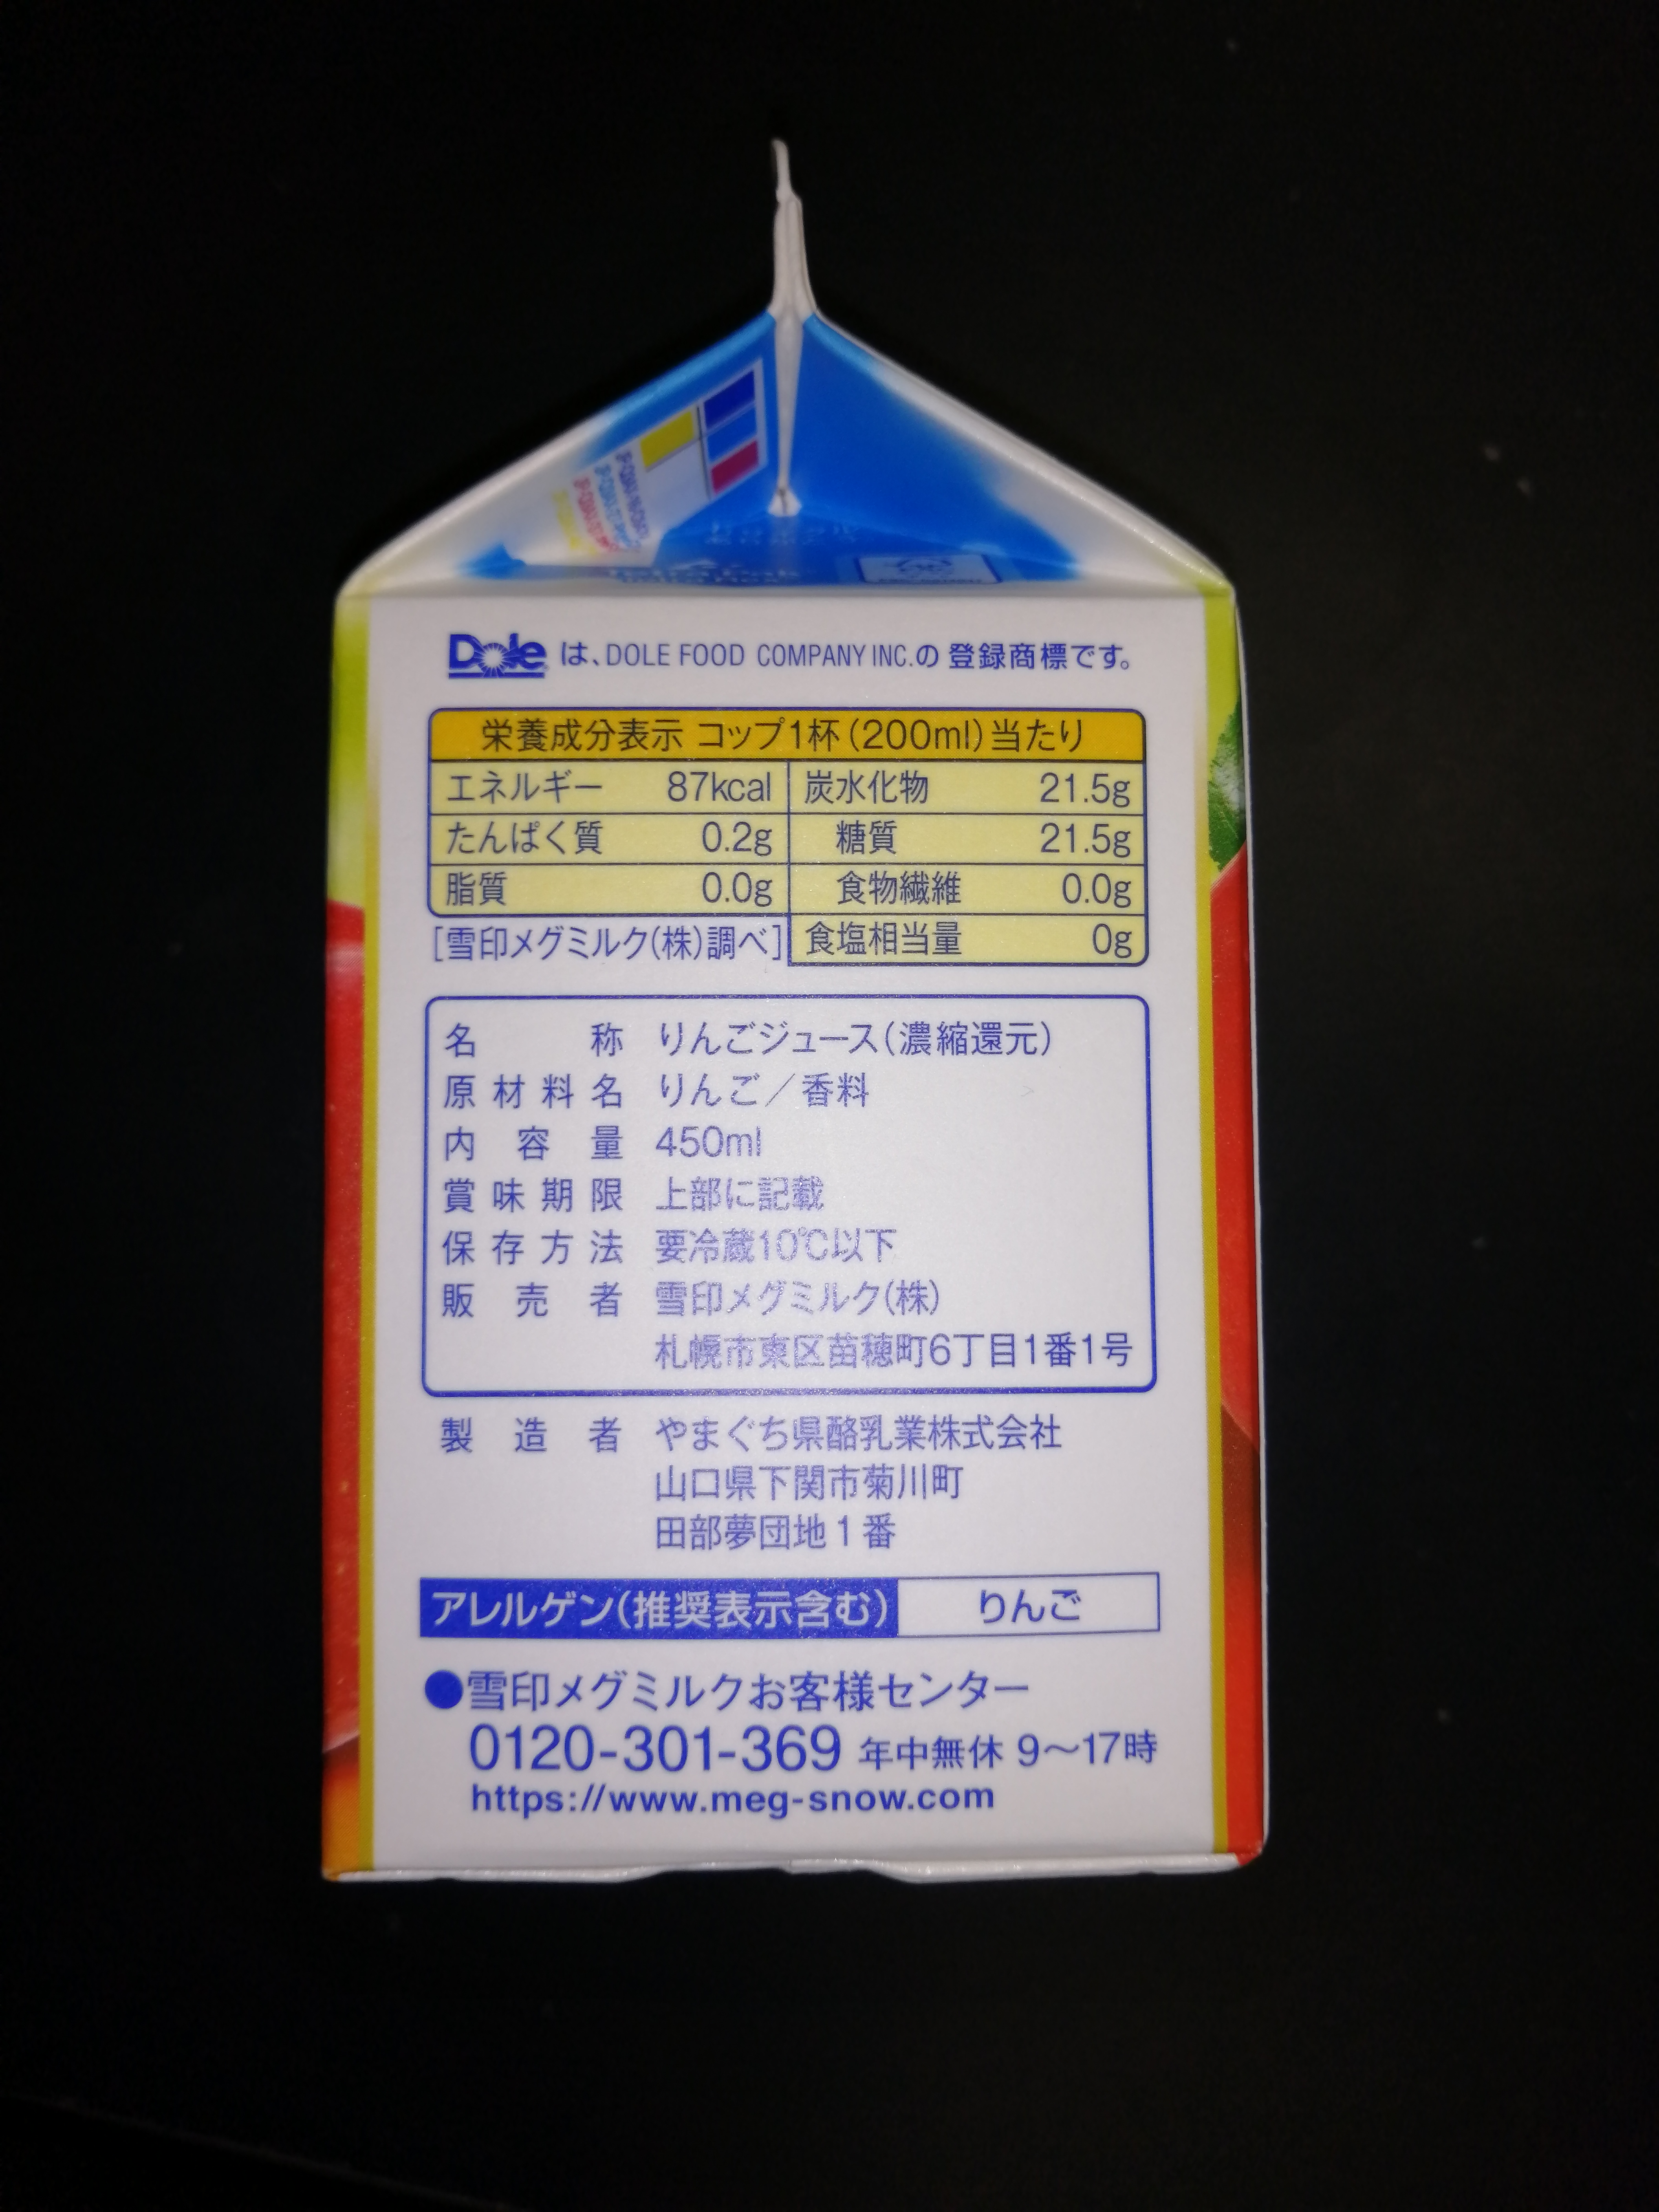 Dole は、DOLE FOOD COMPANY INC.の 登録商標です。
栄養成分表示 コップ1杯(200ml)当たり
エネルギー 87kcal 炭水化物 21.5g
たんぱく質 0.2g 糖質 21.5g
脂質 0.0g 食物繊維 0.0g
[雪印メグミルク(株)調べ] 食塩相当量 0g
名称 りんごジュース(濃縮還元)
原材料名 りんご/香料
内容量 450ml
賞味期限 上部に記載
保存方法 要冷蔵10℃以下
販売者 雪印メグミルク(株)
札幌市東区苗穂町6丁目1番1号
製造者 やまぐち県酪乳業株式会社
山口県下関市菊川町
田部夢団地1番
アレルゲン(推奨表示含む) りんご
●雪印メグミルクお客様センター
0120-301-369 年中無休 9〜17時
https://www.meg-snow.com